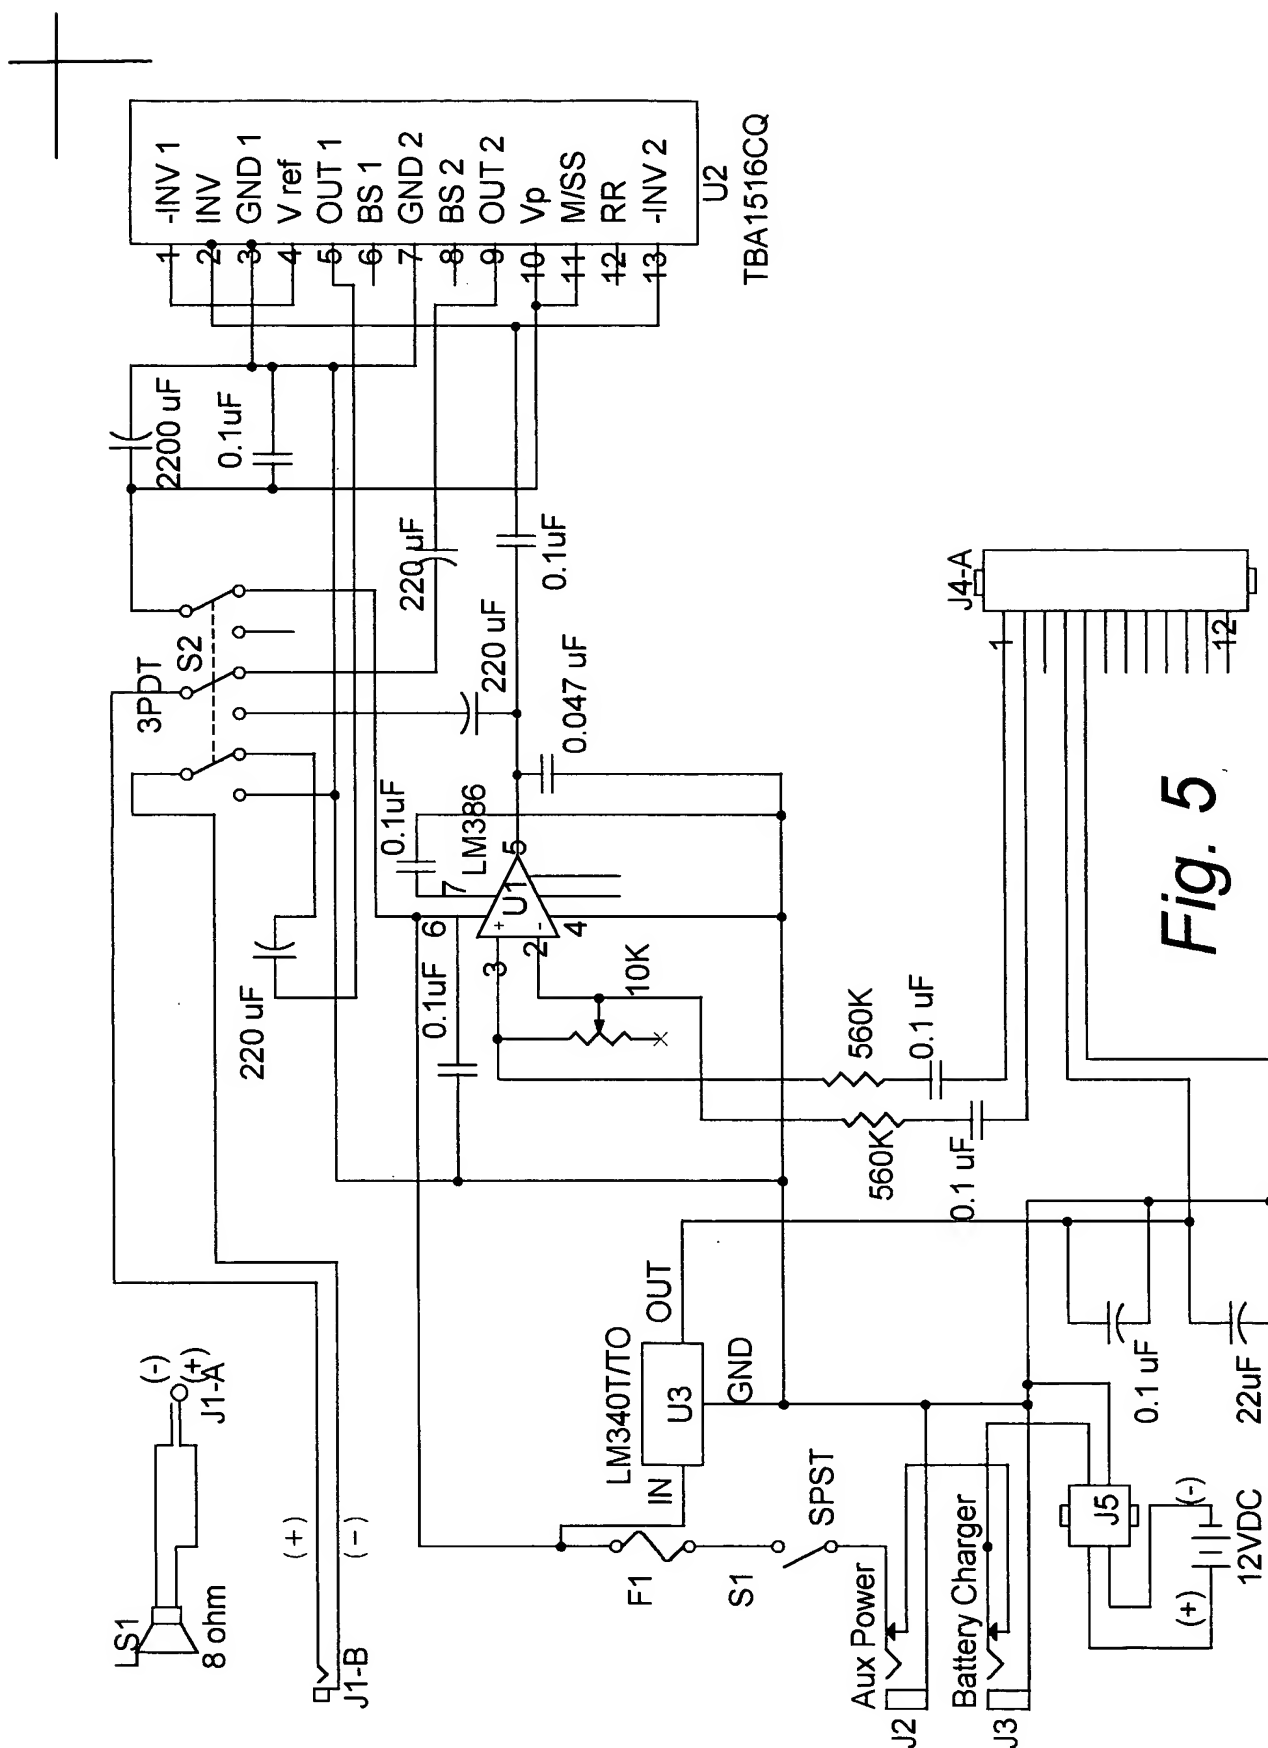 -INV 1
INV
GND 1
V ref
OUT 1
BS 1
GND 2
BS 2
OUT 2
Vp
M/SS
RR
-INV 2
1
2
3
4
5
6
7
8
9
10
11
12
13
U2
TBA1516CQ
2200 uF
0.1uF
220 uF
0.1uF
3PDT
S2
220 uF
0.047 uF
0.1uF
LM386
U1
+
-
7
5
6
3
2
4
10K
0.1uF
220 uF
J4-A
1
12
Fig. 5
560K
0.1 uF
560K
0.1 uF
(-)
(+)
J1-A
LS1
8 ohm
(+)
(-)
J1-B
LM340T/TO
OUT
U3
GND
IN
F1
S1
SPST
Aux Power
J2
Battery Charger
J3
J5
(-)
(+)
12VDC
0.1 uF
22uF